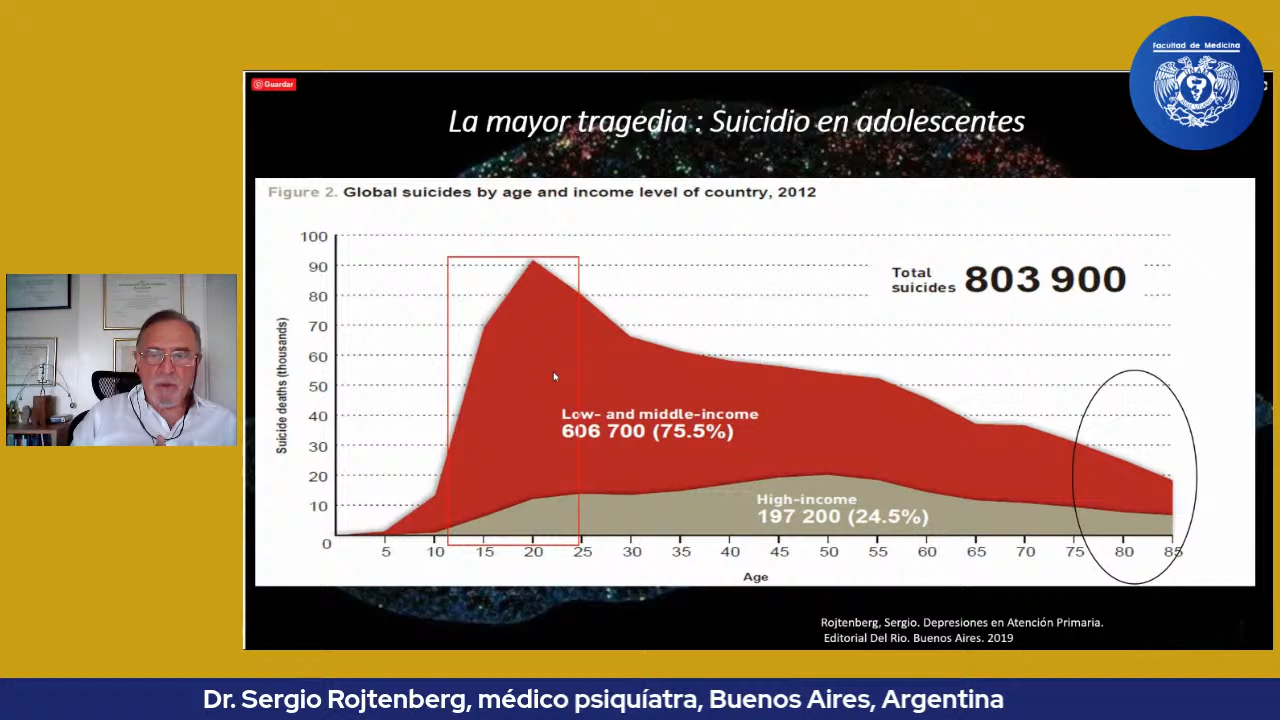 Facultad de Medicina
Guardar
La mayor tragedia : Suicidio en adolescentes
Figure 2. Global suicides by age and income level of country, 2012
100
90
80
70
60
50
40
30
20
10
0
Suicide deaths (thousands)
Total
suicides 803 900
Low- and middle-income
606 700 (75.5%)
High-income
197 200 (24.5%)
5 10 15 20 25 30 35 40 45 50 55 60 65 70 75 80 85
Age
Rojtenberg, Sergio. Depresiones en Atención Primaria.
Editorial Del Rio. Buenos Aires. 2019
Dr. Sergio Rojtenberg, médico psiquíatra, Buenos Aires, Argentina